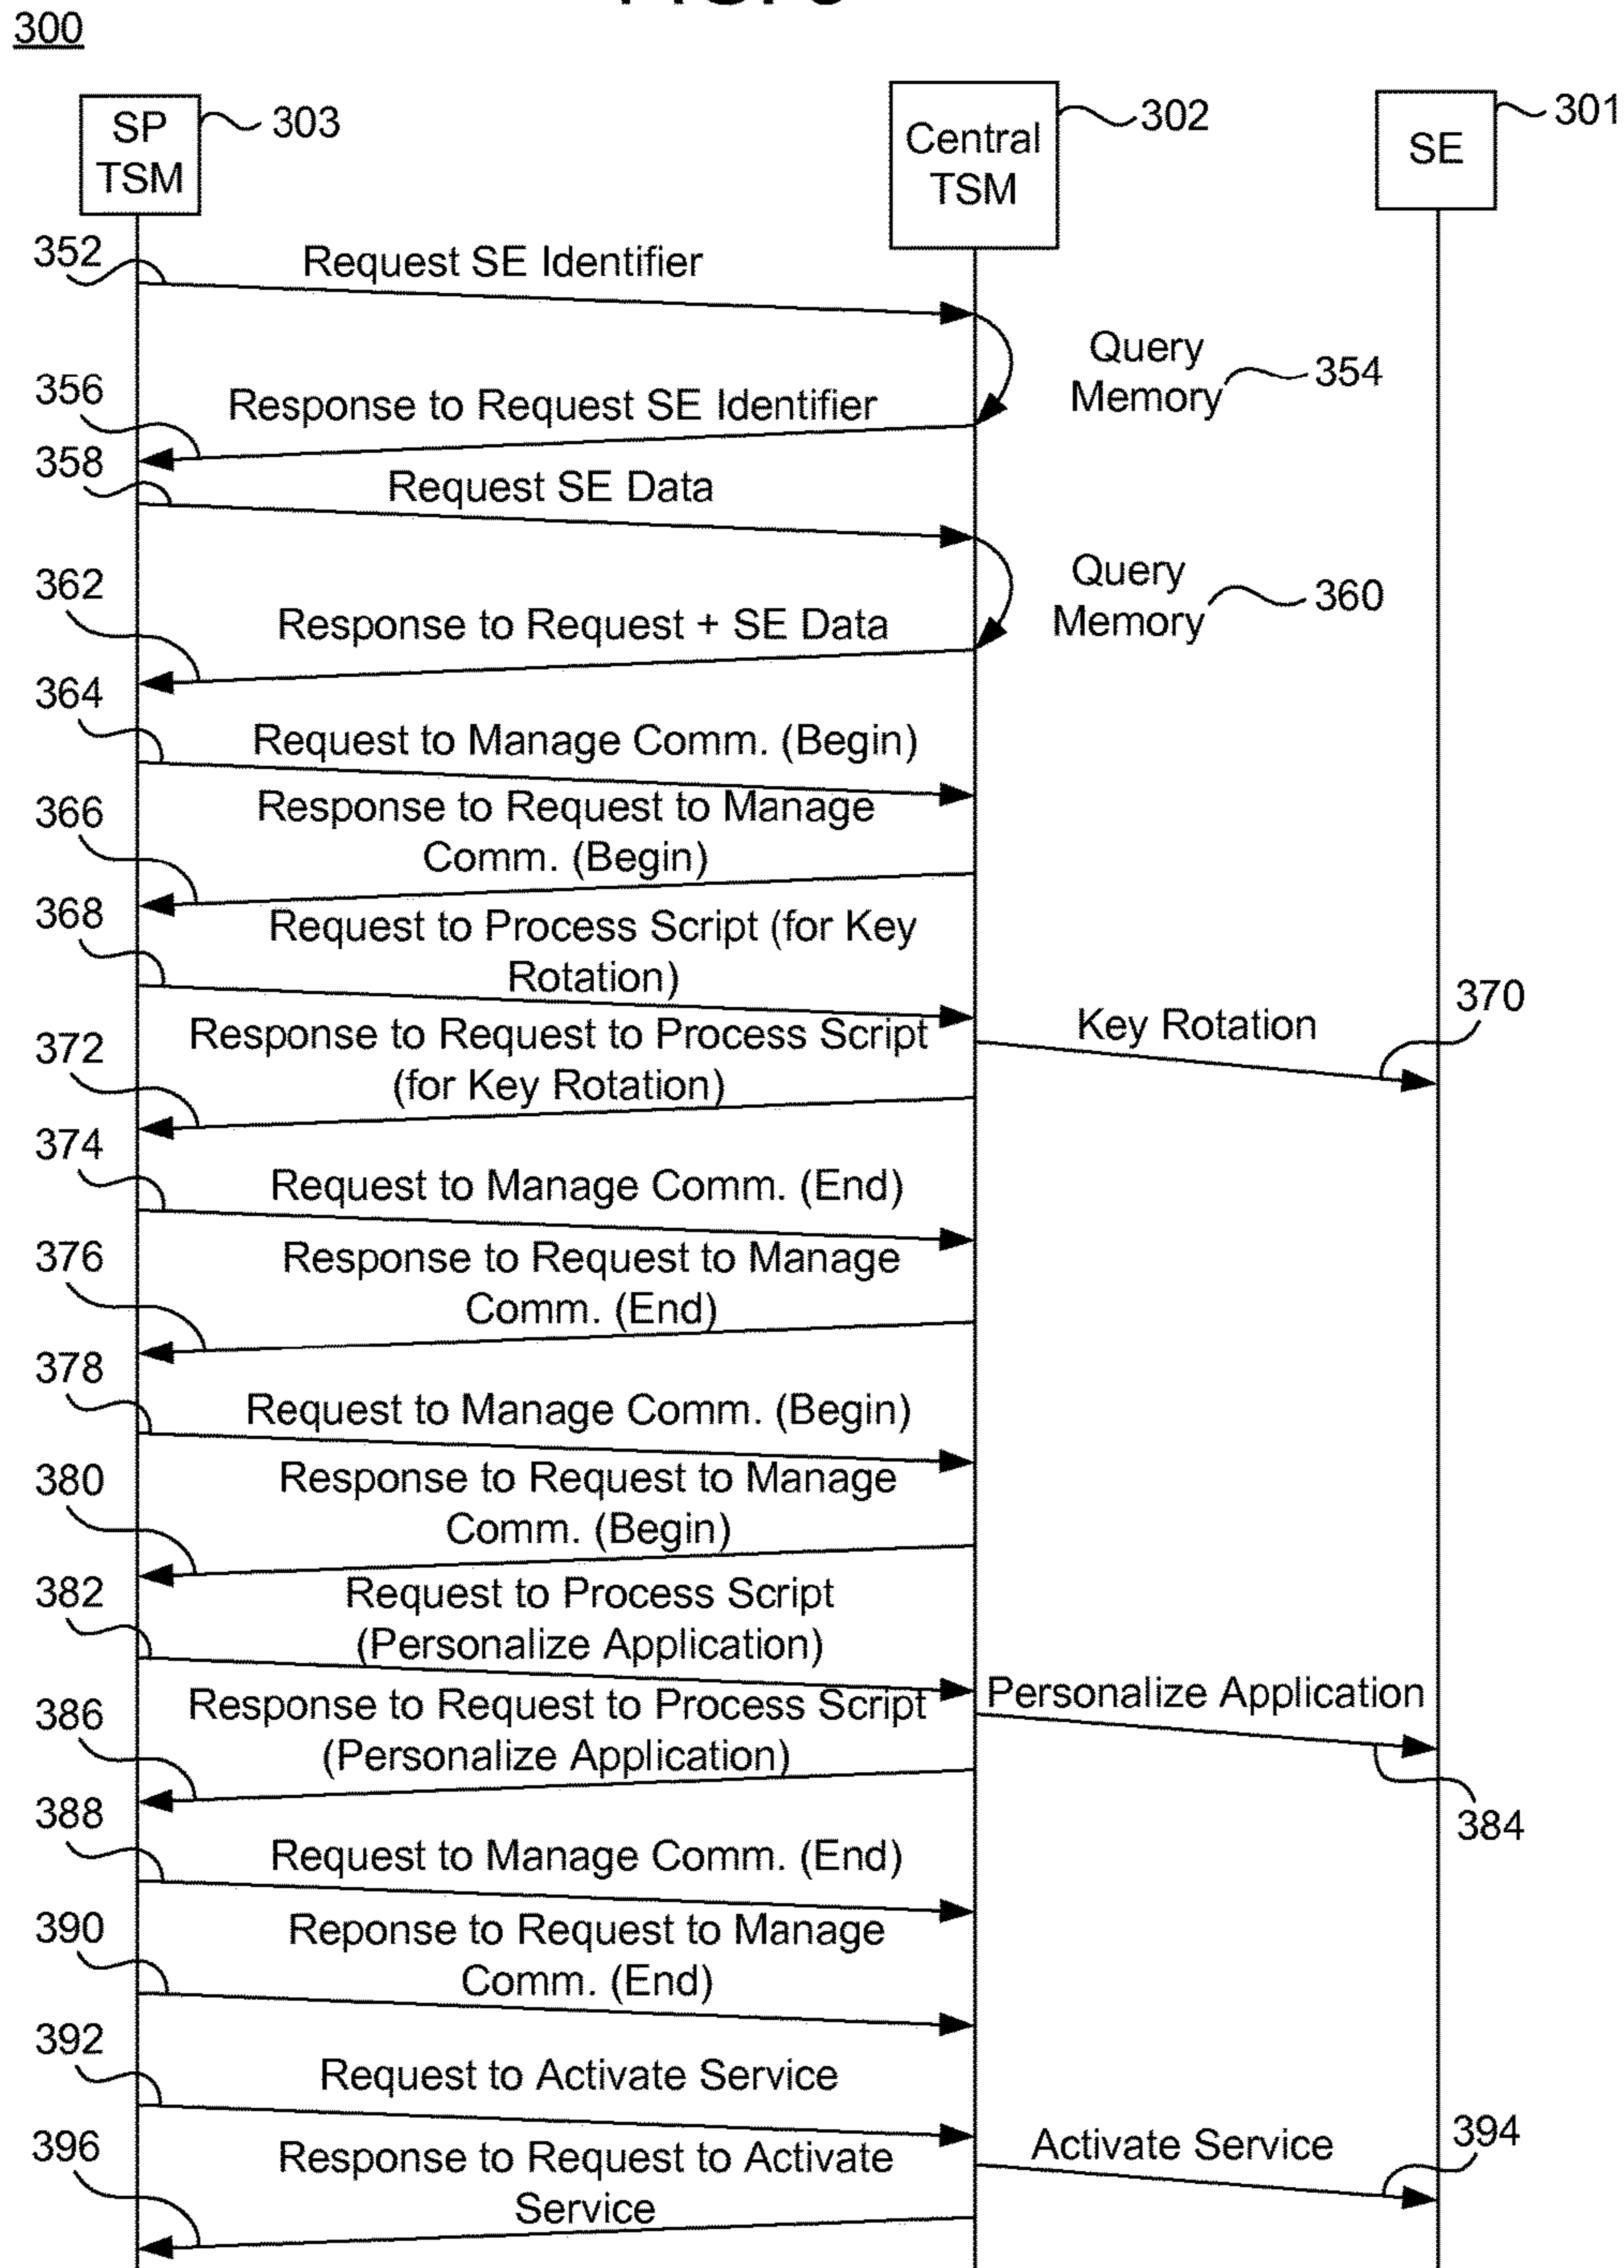 300
SP
TSM
303
Central
TSM
302
SE
301
352
Request SE Identifier
Query
Memory
354
356
Response to Request SE Identifier
358
Request SE Data
Query
Memory
360
362
Response to Request + SE Data
364
Request to Manage Comm. (Begin)
366
Response to Request to Manage
Comm. (Begin)
368
Request to Process Script (for Key
Rotation)
370
Key Rotation
372
Response to Request to Process Script
(for Key Rotation)
374
Request to Manage Comm. (End)
376
Response to Request to Manage
Comm. (End)
378
Request to Manage Comm. (Begin)
380
Response to Request to Manage
Comm. (Begin)
382
Request to Process Script
(Personalize Application)
Personalize Application
384
386
Response to Request to Process Script
(Personalize Application)
388
Request to Manage Comm. (End)
390
Reponse to Request to Manage
Comm. (End)
392
Request to Activate Service
Activate Service
394
396
Response to Request to Activate
Service